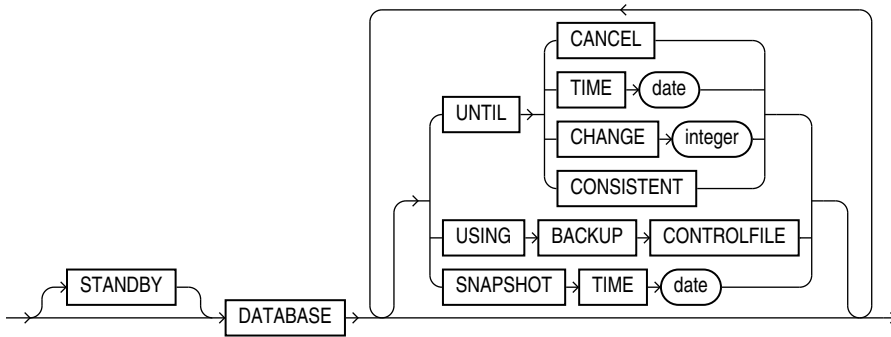 CANCEL
TIME date
UNTIL
CHANGE integer
CONSISTENT
USING BACKUP CONTROLFILE
STANDBY SNAPSHOT TIME date
DATABASE